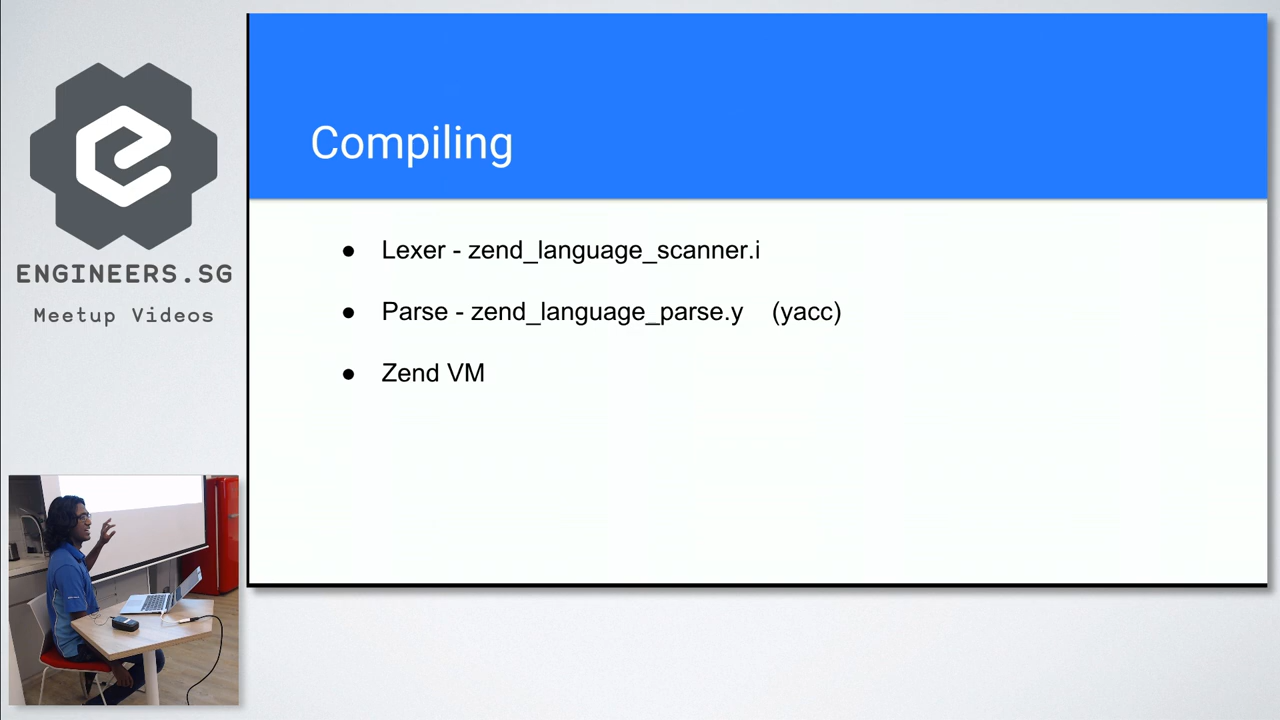 ENGINEERS.SG
Meetup Videos
Compiling
● Lexer - zend_language_scanner.i
● Parse - zend_language_parse.y (yacc)
● Zend VM